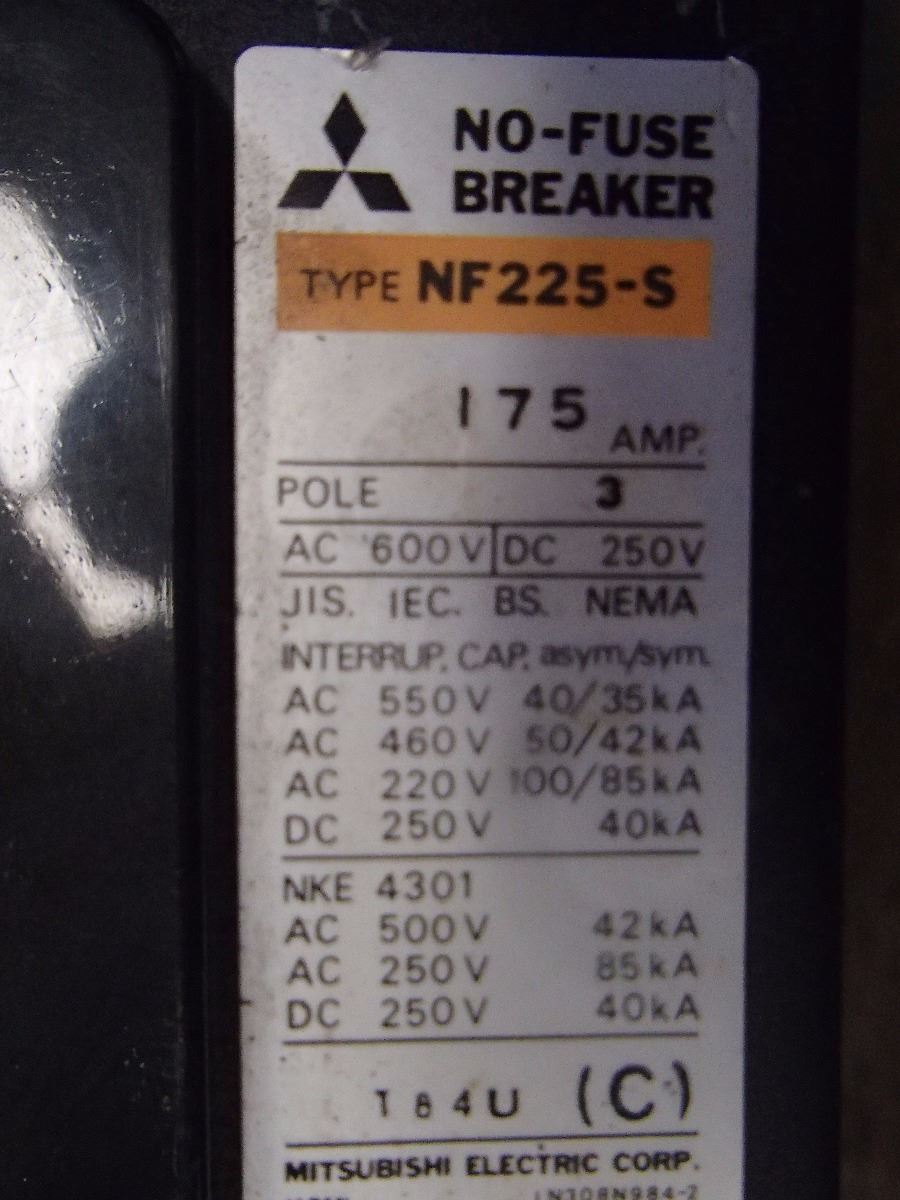 NO-FUSE
BREAKER
TYPE NF225-S
175 AMP.
POLE 3
AC 600V DC 250V
JIS. IEC. BS. NEMA
INTERRUP. CAP. asym/sym.
AC 550V 40/35kA
AC 460V 50/42kA
AC 220V 100/85kA
DC 250V 40kA
NKE 4301
AC 500V 42kA
AC 250V 85kA
DC 250V 40kA
(C)
MITSUBISHI ELECTRIC CORP.